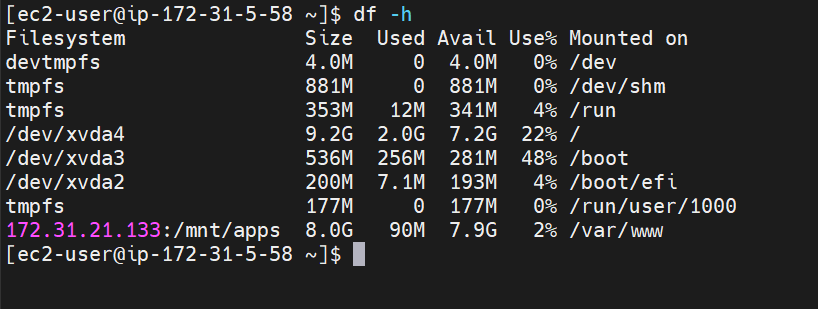 [ec2-user@ip-172-31-5-58 ~]$ df -h
Filesystem                 Size  Used Avail Use% Mounted on
devtmpfs                   4.0M     0  4.0M   0% /dev
tmpfs                      881M     0  881M   0% /dev/shm
tmpfs                      353M   12M  341M   4% /run
/dev/xvda4                 9.2G  2.0G  7.2G  22% /
/dev/xvda3                 536M  256M  281M  48% /boot
/dev/xvda2                 200M  7.1M  193M   4% /boot/efi
tmpfs                      177M     0  177M   0% /run/user/1000
172.31.21.133:/mnt/apps    8.0G   90M  7.9G   2% /var/www
[ec2-user@ip-172-31-5-58 ~]$